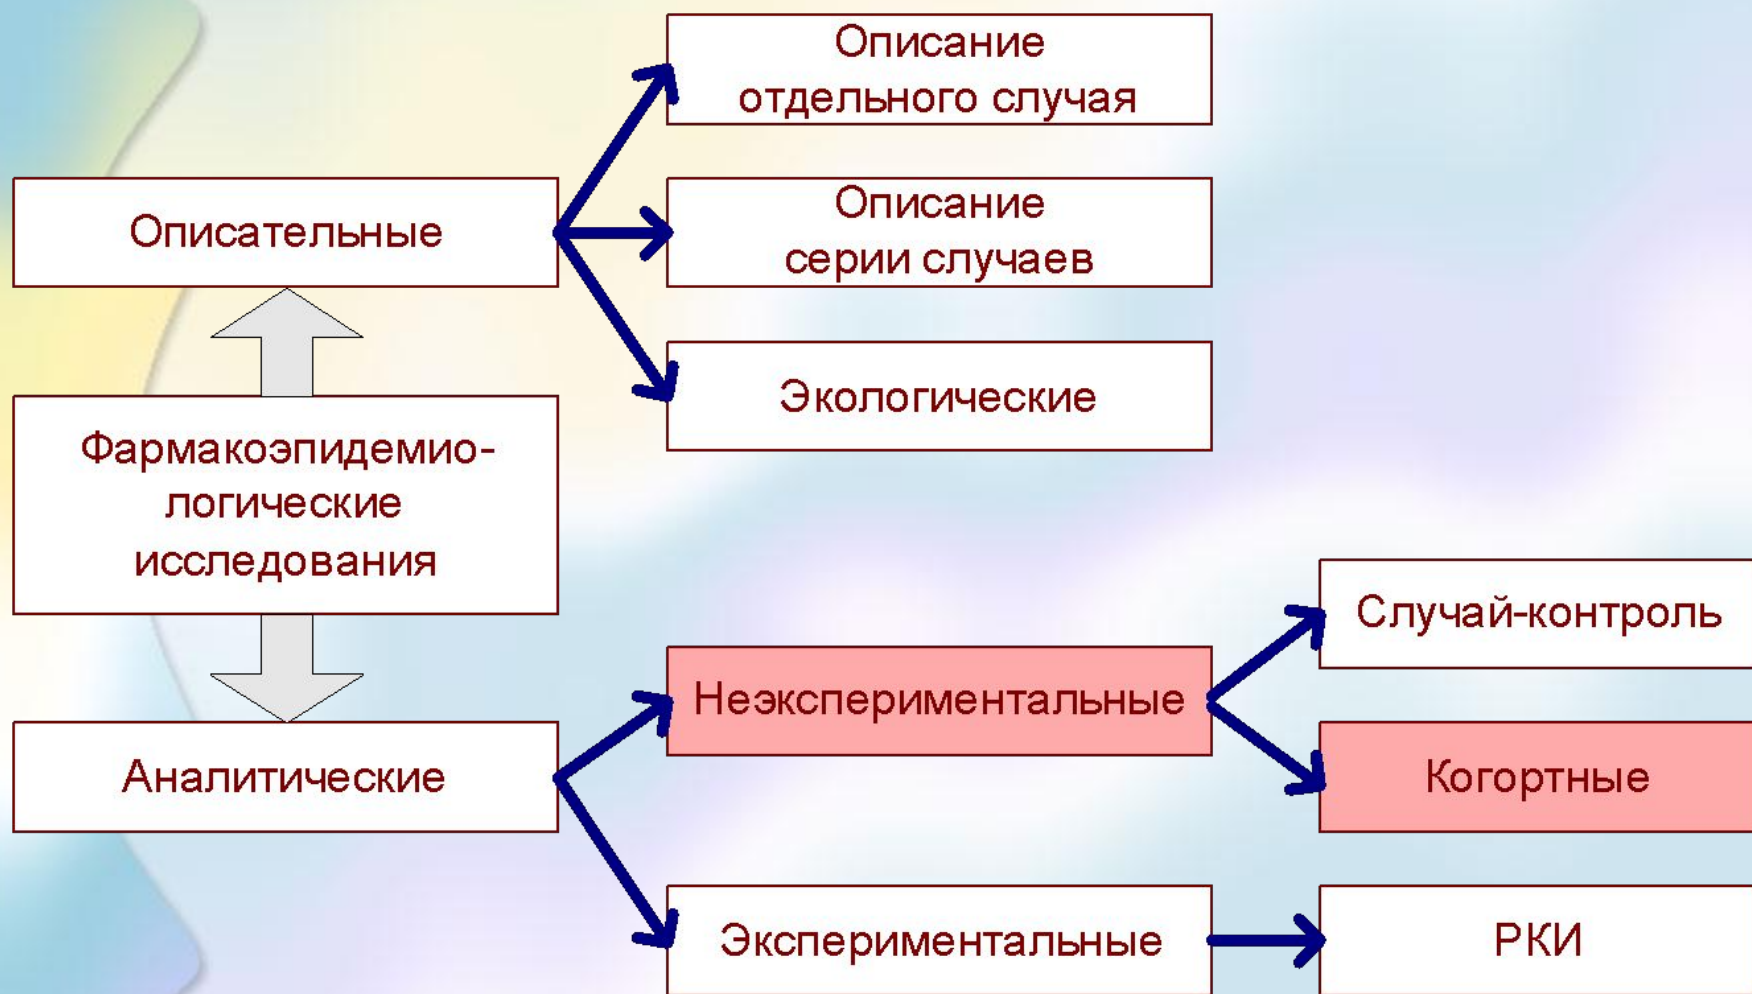 Описание
отдельного случая
Описательные
Описание
серии случаев
Экологические
Фармакоэпидемио-
логические
исследования
Случай-контроль
Неэкспериментальные
Аналитические
Когортные
Экспериментальные
РКИ